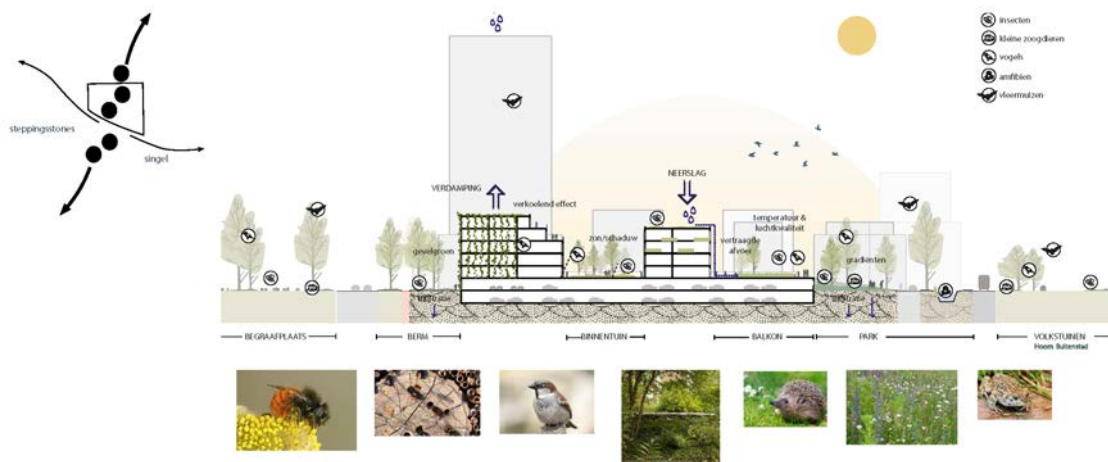 steppingsstones
singel
insecten
kleine zoogdieren
vogels
amfibien
vleermuizen
VERDAMPING
verkoelend effect
NEERSLAG
gevelgroen
zon/schaduw
temperatuur &
luchtkwaliteit
vertraagde
afvoer
gradienten
BEGRAAFPLAATS
BERM
BINNENTUIN
BALKON
PARK
VOLKSTUINEN
Hoorn Buitenstad